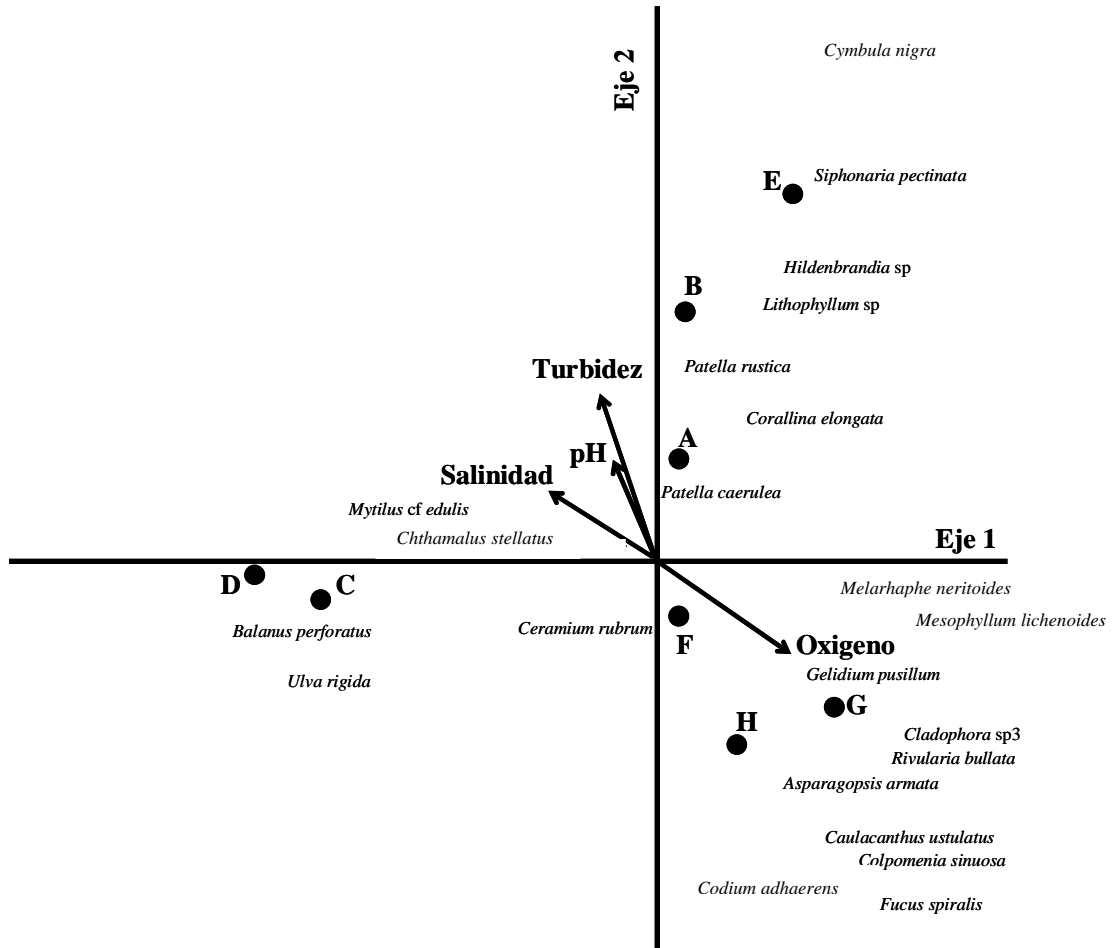 Cymbula nigra
Eje 2
E
Siphonaria pectinata
Hildenbrandia sp
B
Lithophyllum sp
Turbidez
Patella rustica
Corallina elongata
A
pH
Salinidad
Patella caerulea
Mytilus cf edulis
Chthamalus stellatus
Eje 1
D
C
Melarhaphe neritoides
Mesophyllum lichenoides
Balanus perforatus
Ceramium rubrum
F
Oxigeno
Gelidium pusillum
Ulva rigida
G
H
Cladophora sp3
Rivularia bullata
Asparagopsis armata
Caulacanthus ustulatus
Colpomenia sinuosa
Codium adhaerens
Fucus spiralis